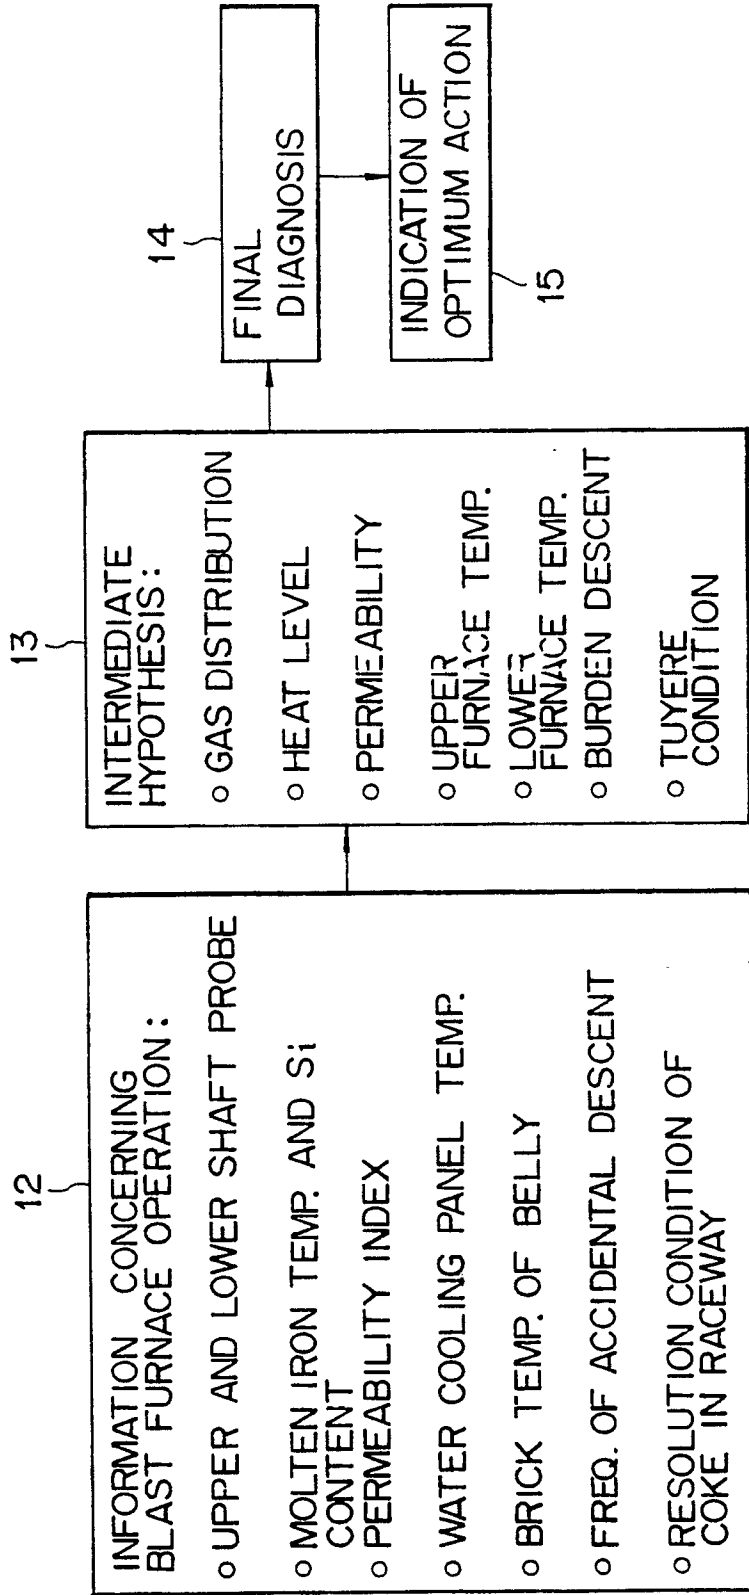 12
INFORMATION CONCERNING
BLAST FURNACE OPERATION:
○ UPPER AND LOWER SHAFT PROBE
○ MOLTEN IRON TEMP. AND Si
CONTENT
○ PERMEABILITY INDEX
○ WATER COOLING PANEL TEMP.
○ BRICK TEMP. OF BELLY
○ FREQ. OF ACCIDENTAL DESCENT
○ RESOLUTION CONDITION OF
COKE IN RACEWAY
13
INTERMEDIATE
HYPOTHESIS:
○ GAS DISTRIBUTION
○ HEAT LEVEL
○ PERMEABILITY
○ UPPER
FURNACE TEMP.
○ LOWER
FURNACE TEMP.
○ BURDEN DESCENT
○ TUYERE
CONDITION
14
FINAL
DIAGNOSIS
INDICATION OF
OPTIMUM ACTION
15